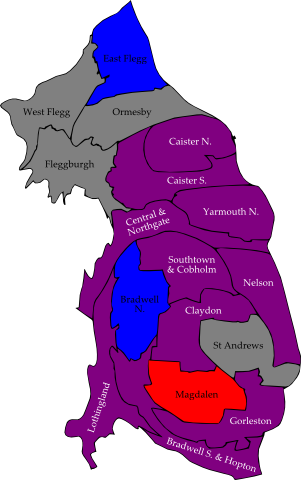 East Flegg
West Flegg
Ormesby
Caister N.
Fleggburgh
Caister S.
Yarmouth N.
Central &
Northgate
Southtown
& Cobholm
Nelson
Bradwell
N.
Claydon
St Andrews
Magdalen
Lothingland
Gorleston
Bradwell S. & Hopton